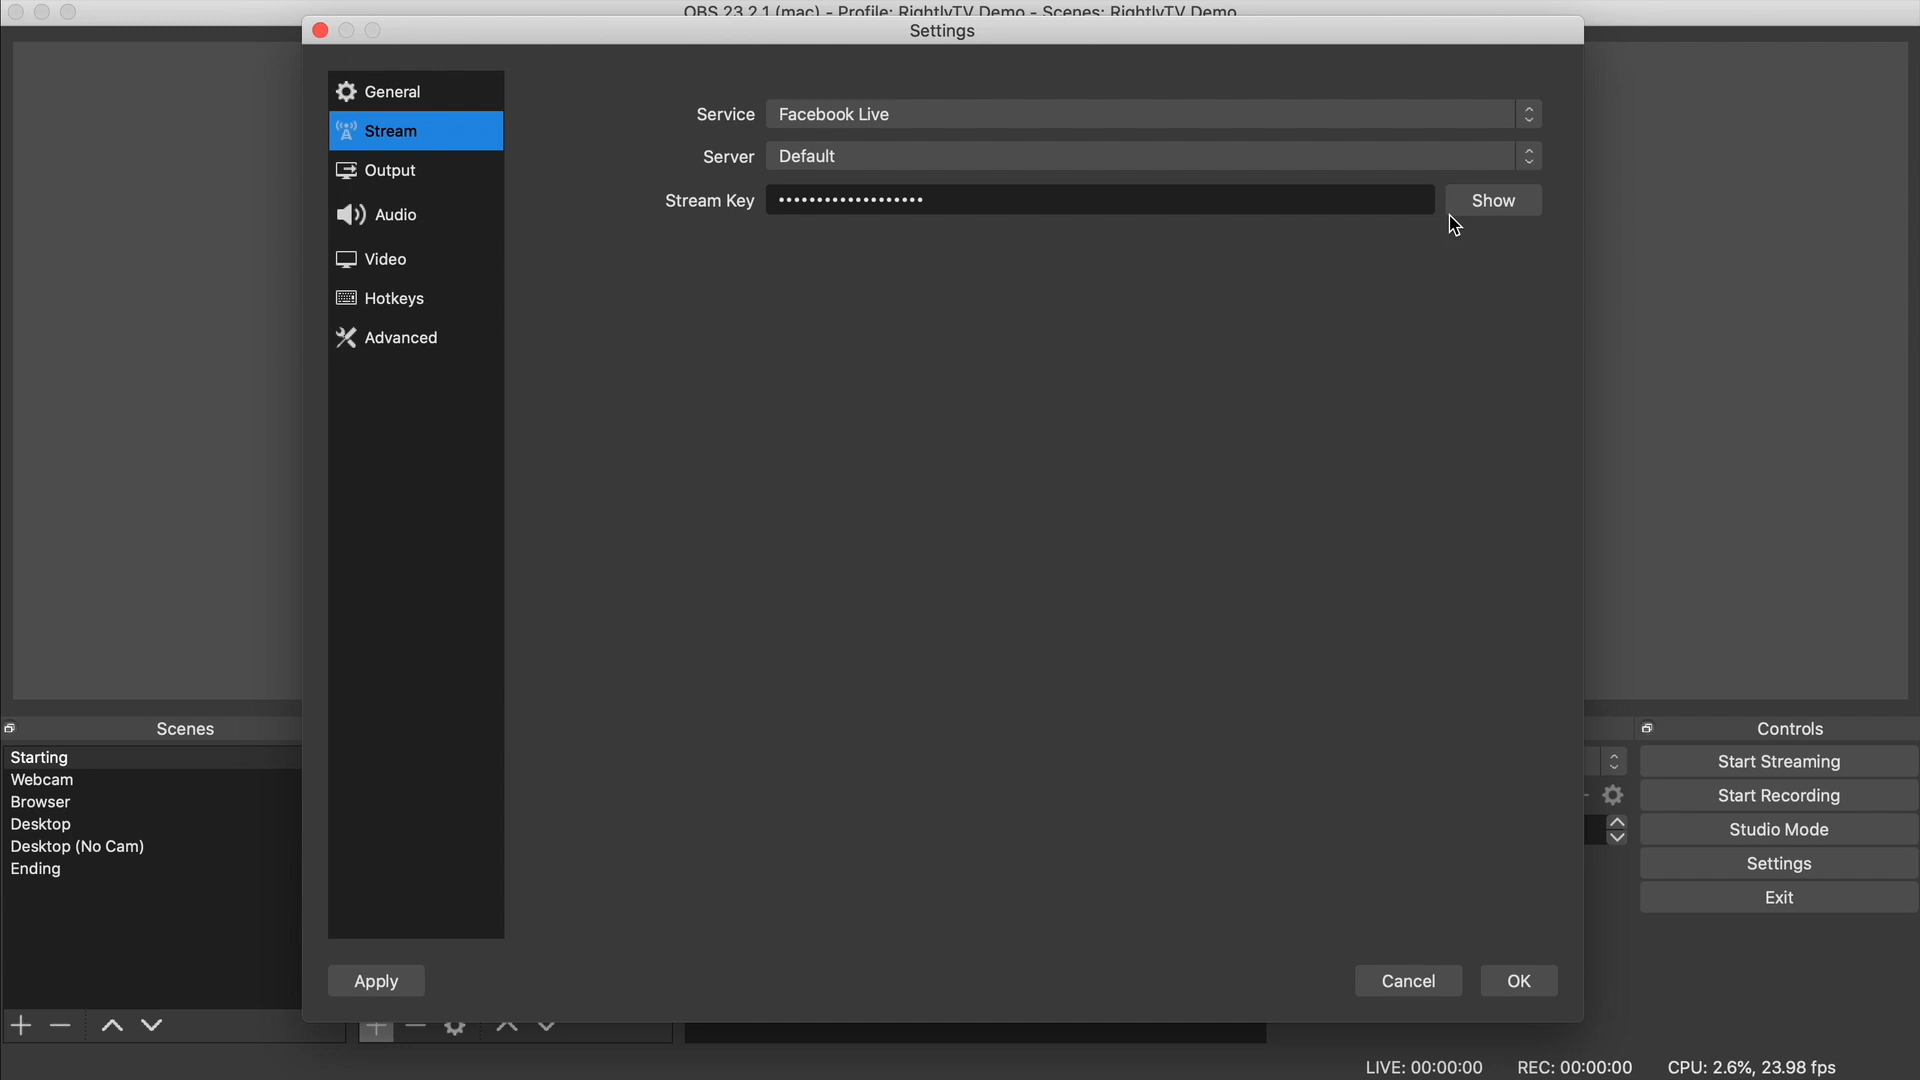 OBS 23.2.1 (mac) - Profile: RightlyTV Demo - Scenes: RightlyTV Demo
Settings
General
Stream
Output
Audio
Video
Hotkeys
Advanced
Service Facebook Live
Server Default
Stream Key ••••••••••••••••••• Show
Apply
Cancel
OK
Scenes
Starting
Webcam
Browser
Desktop
Desktop (No Cam)
Ending
Controls
Start Streaming
Start Recording
Studio Mode
Settings
Exit
LIVE: 00:00:00 REC: 00:00:00 CPU: 2.6%, 23.98 fps